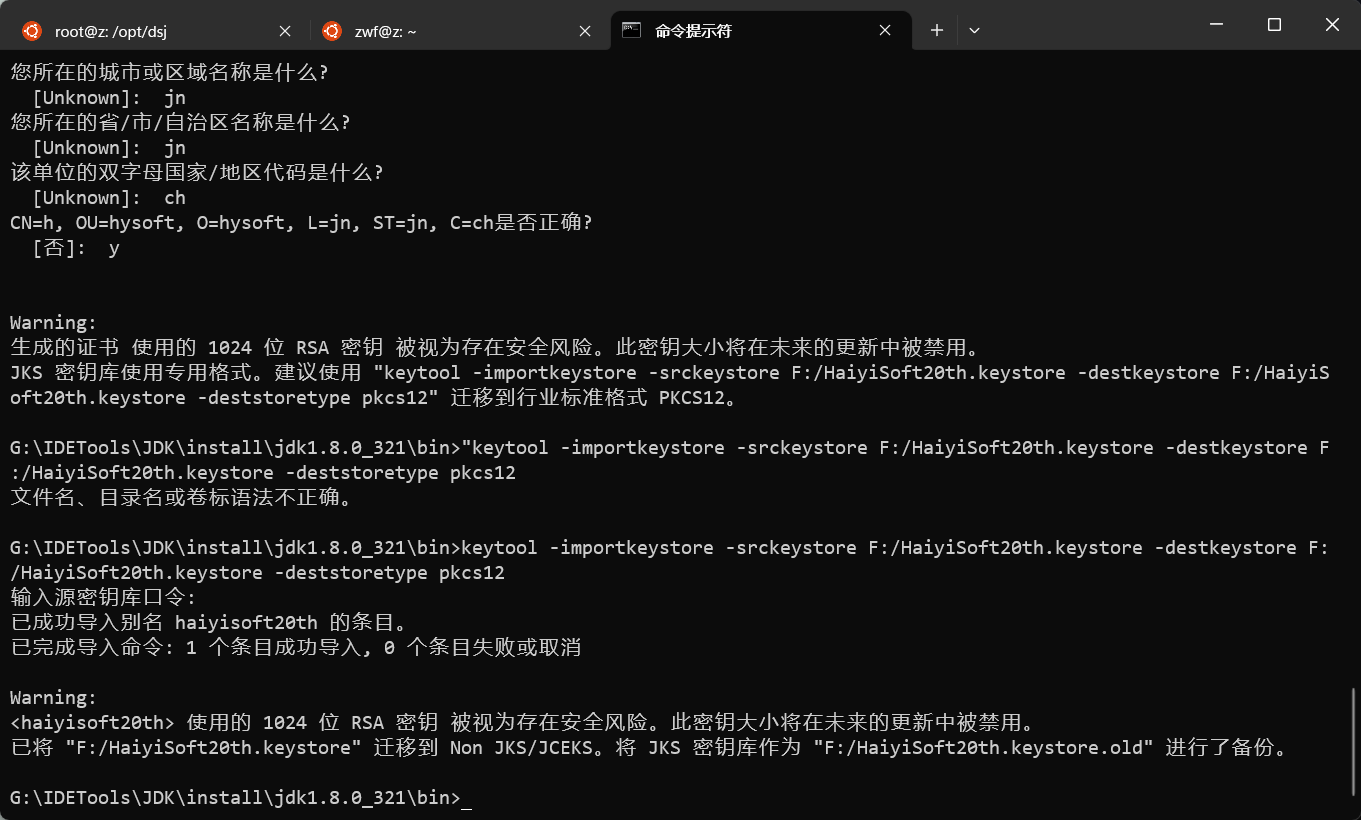 root@z: /opt/dsj
zwf@z: ~
命令提示符
您所在的城市或区域名称是什么?
  [Unknown]:  jn
您所在的省/市/自治区名称是什么?
  [Unknown]:  jn
该单位的双字母国家/地区代码是什么?
  [Unknown]:  ch
CN=h, OU=hysoft, O=hysoft, L=jn, ST=jn, C=ch是否正确?
  [否]:  y
Warning:
生成的证书 使用的 1024 位 RSA 密钥 被视为存在安全风险。此密钥大小将在未来的更新中被禁用。
JKS 密钥库使用专用格式。建议使用 "keytool -importkeystore -srckeystore F:/HaiyiSoft20th.keystore -destkeystore F:/HaiyiS
oft20th.keystore -deststoretype pkcs12" 迁移到行业标准格式 PKCS12。
G:\IDETools\JDK\install\jdk1.8.0_321\bin>"keytool -importkeystore -srckeystore F:/HaiyiSoft20th.keystore -destkeystore F
:/HaiyiSoft20th.keystore -deststoretype pkcs12
文件名、目录名或卷标语法不正确。
G:\IDETools\JDK\install\jdk1.8.0_321\bin>keytool -importkeystore -srckeystore F:/HaiyiSoft20th.keystore -destkeystore F:
/HaiyiSoft20th.keystore -deststoretype pkcs12
输入源密钥库口令:
已成功导入别名 haiyisoft20th 的条目。
已完成导入命令: 1 个条目成功导入, 0 个条目失败或取消
Warning:
<haiyisoft20th> 使用的 1024 位 RSA 密钥 被视为存在安全风险。此密钥大小将在未来的更新中被禁用。
已将 "F:/HaiyiSoft20th.keystore" 迁移到 Non JKS/JCEKS。将 JKS 密钥库作为 "F:/HaiyiSoft20th.keystore.old" 进行了备份。
G:\IDETools\JDK\install\jdk1.8.0_321\bin>_